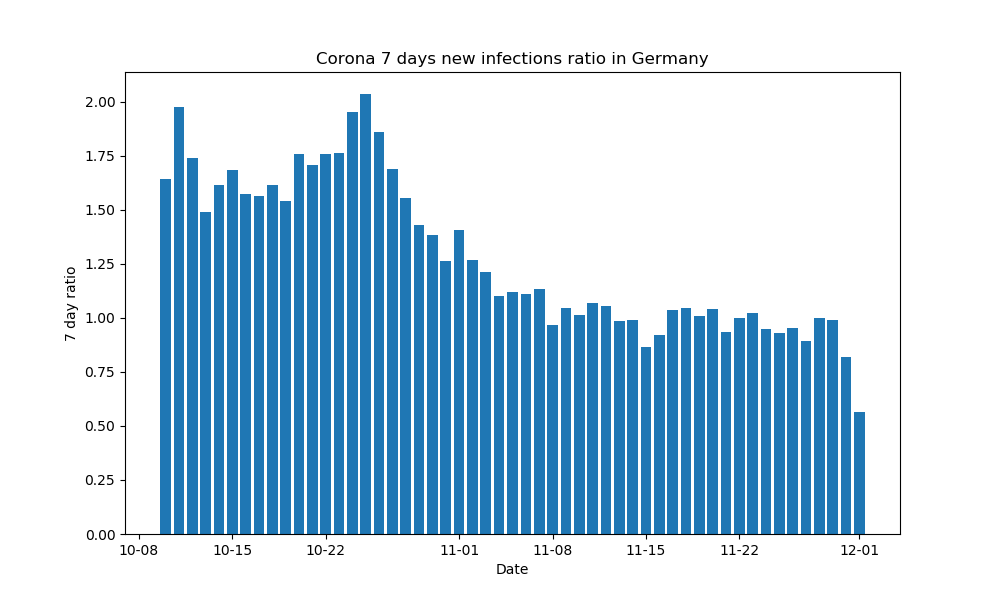 Corona 7 days new infections ratio in Germany
2.00
1.75
1.50
1.25
1.00
0.75
0.50
0.25
0.00
7 day ratio
10-08 10-15 10-22 11-01 11-08 11-15 11-22 12-01
Date